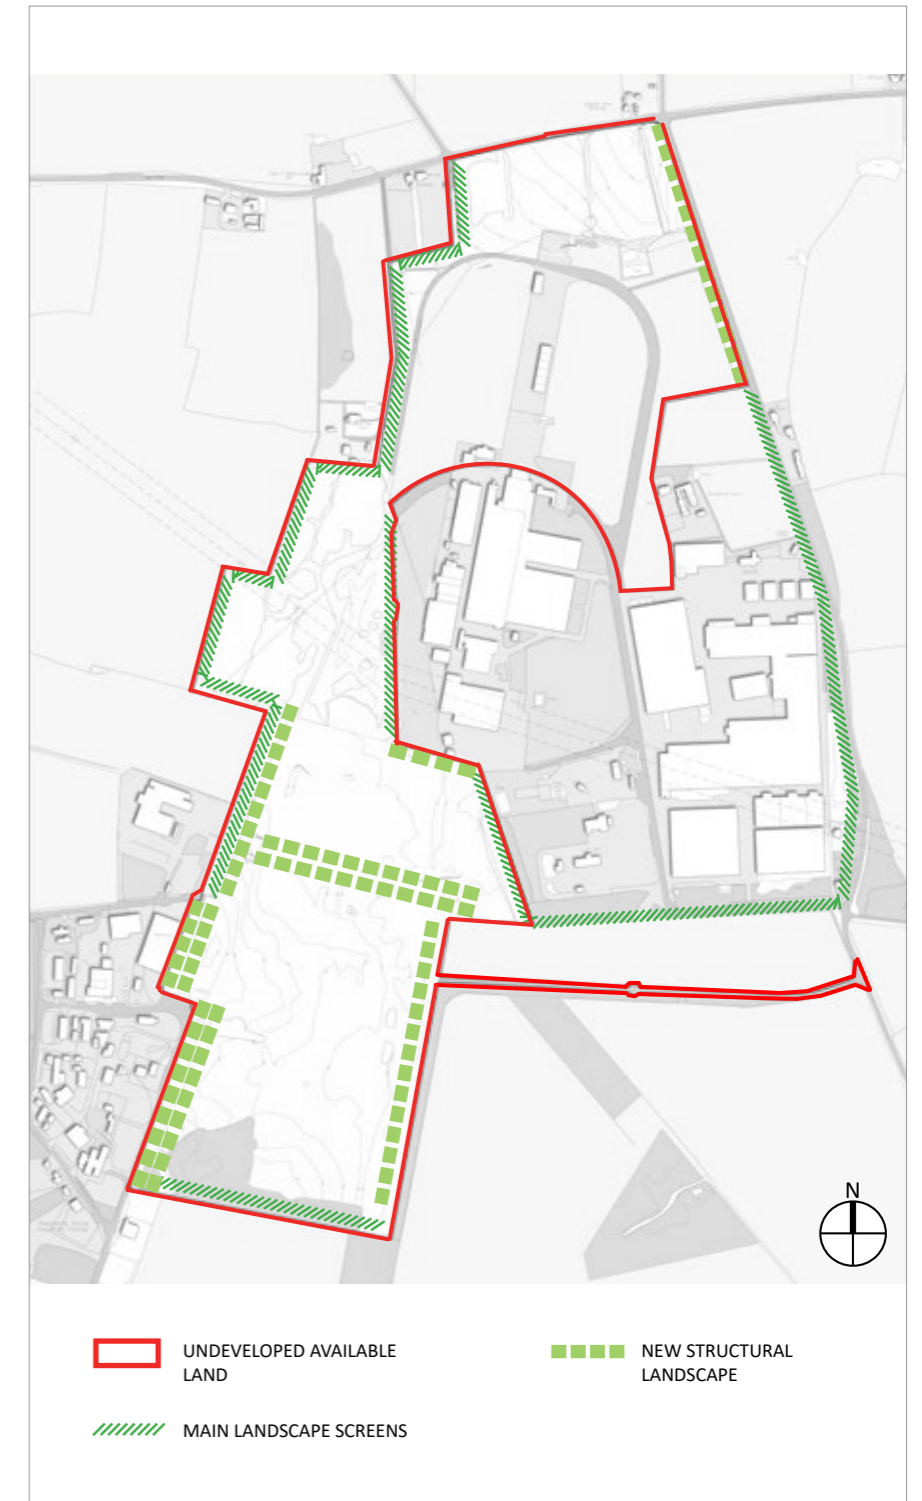 N
UNDEVELOPED AVAILABLE
LAND
NEW STRUCTURAL
LANDSCAPE
MAIN LANDSCAPE SCREENS